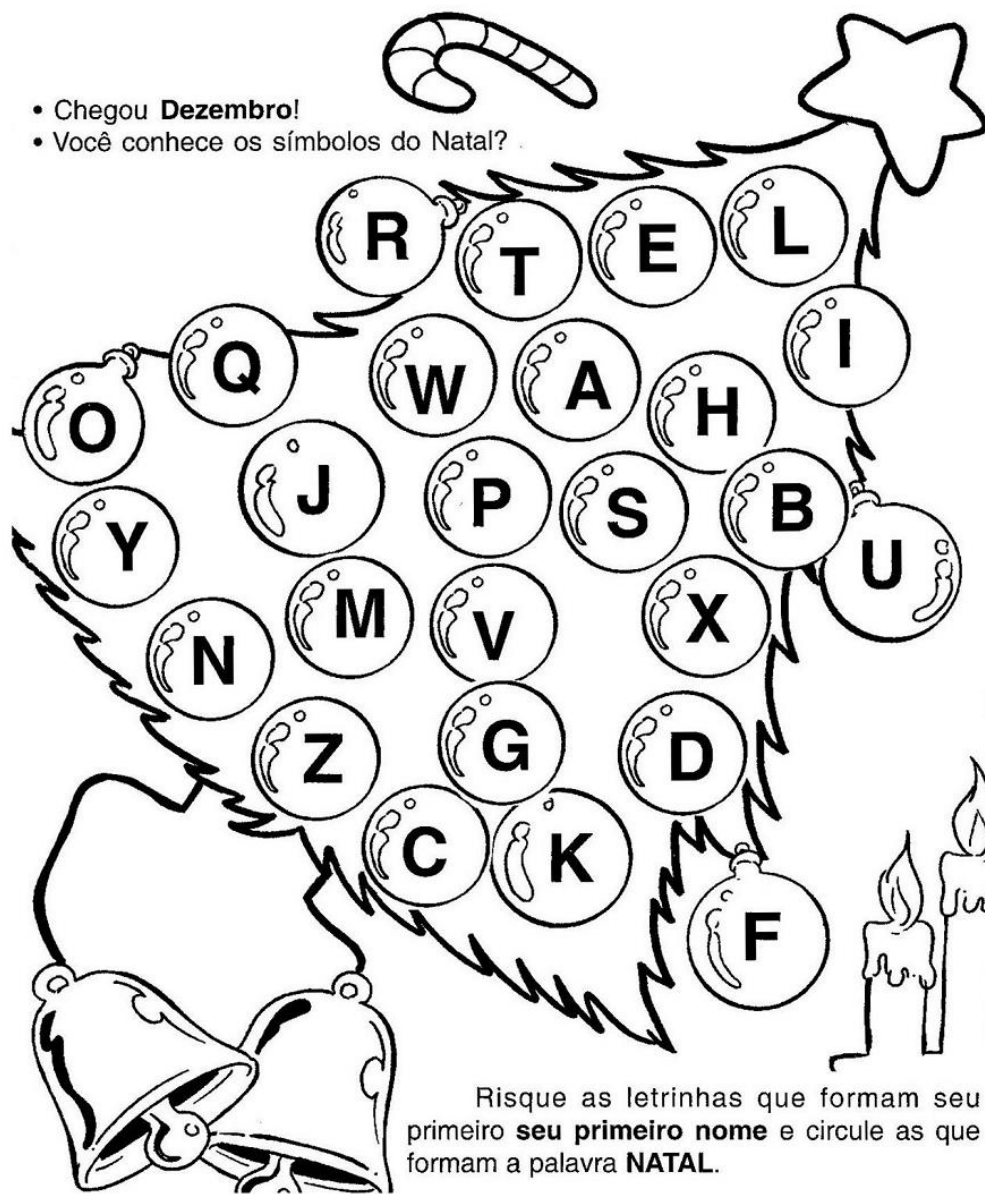 • Chegou Dezembro!
• Você conhece os símbolos do Natal?
R T E L
I
Q W A H
O
J P S B
Y U
N M V X
Z G D
C K
F
Risque as letrinhas que formam seu
primeiro seu primeiro nome e circule as que
formam a palavra NATAL.